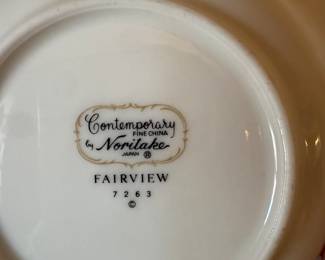 Contemporary
FINE CHINA
by Noritake
JAPAN ®
FAIRVIEW
7263
©